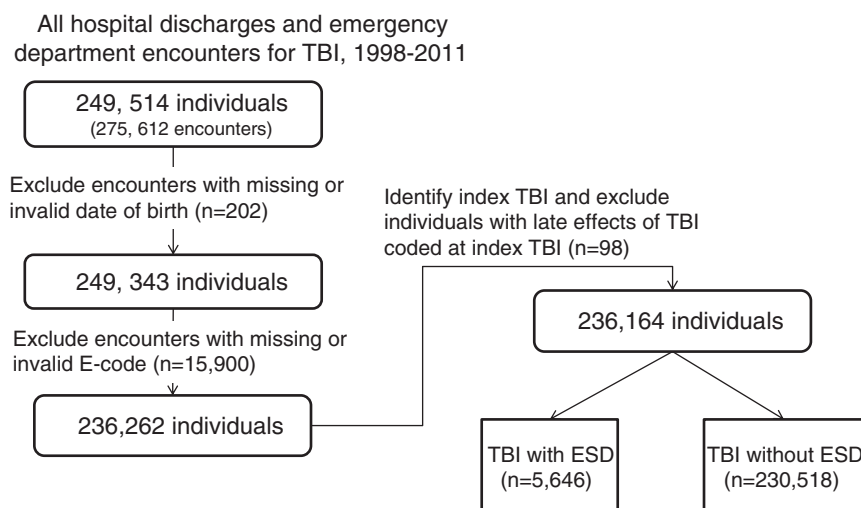 All hospital discharges and emergency
department encounters for TBI, 1998-2011
249, 514 individuals
(275, 612 encounters)
Exclude encounters with missing or
invalid date of birth (n=202)
249, 343 individuals
Exclude encounters with missing or
invalid E-code (n=15,900)
236,262 individuals
Identify index TBI and exclude
individuals with late effects of TBI
coded at index TBI (n=98)
236,164 individuals
TBI with ESD
(n=5,646)
TBI without ESD
(n=230,518)